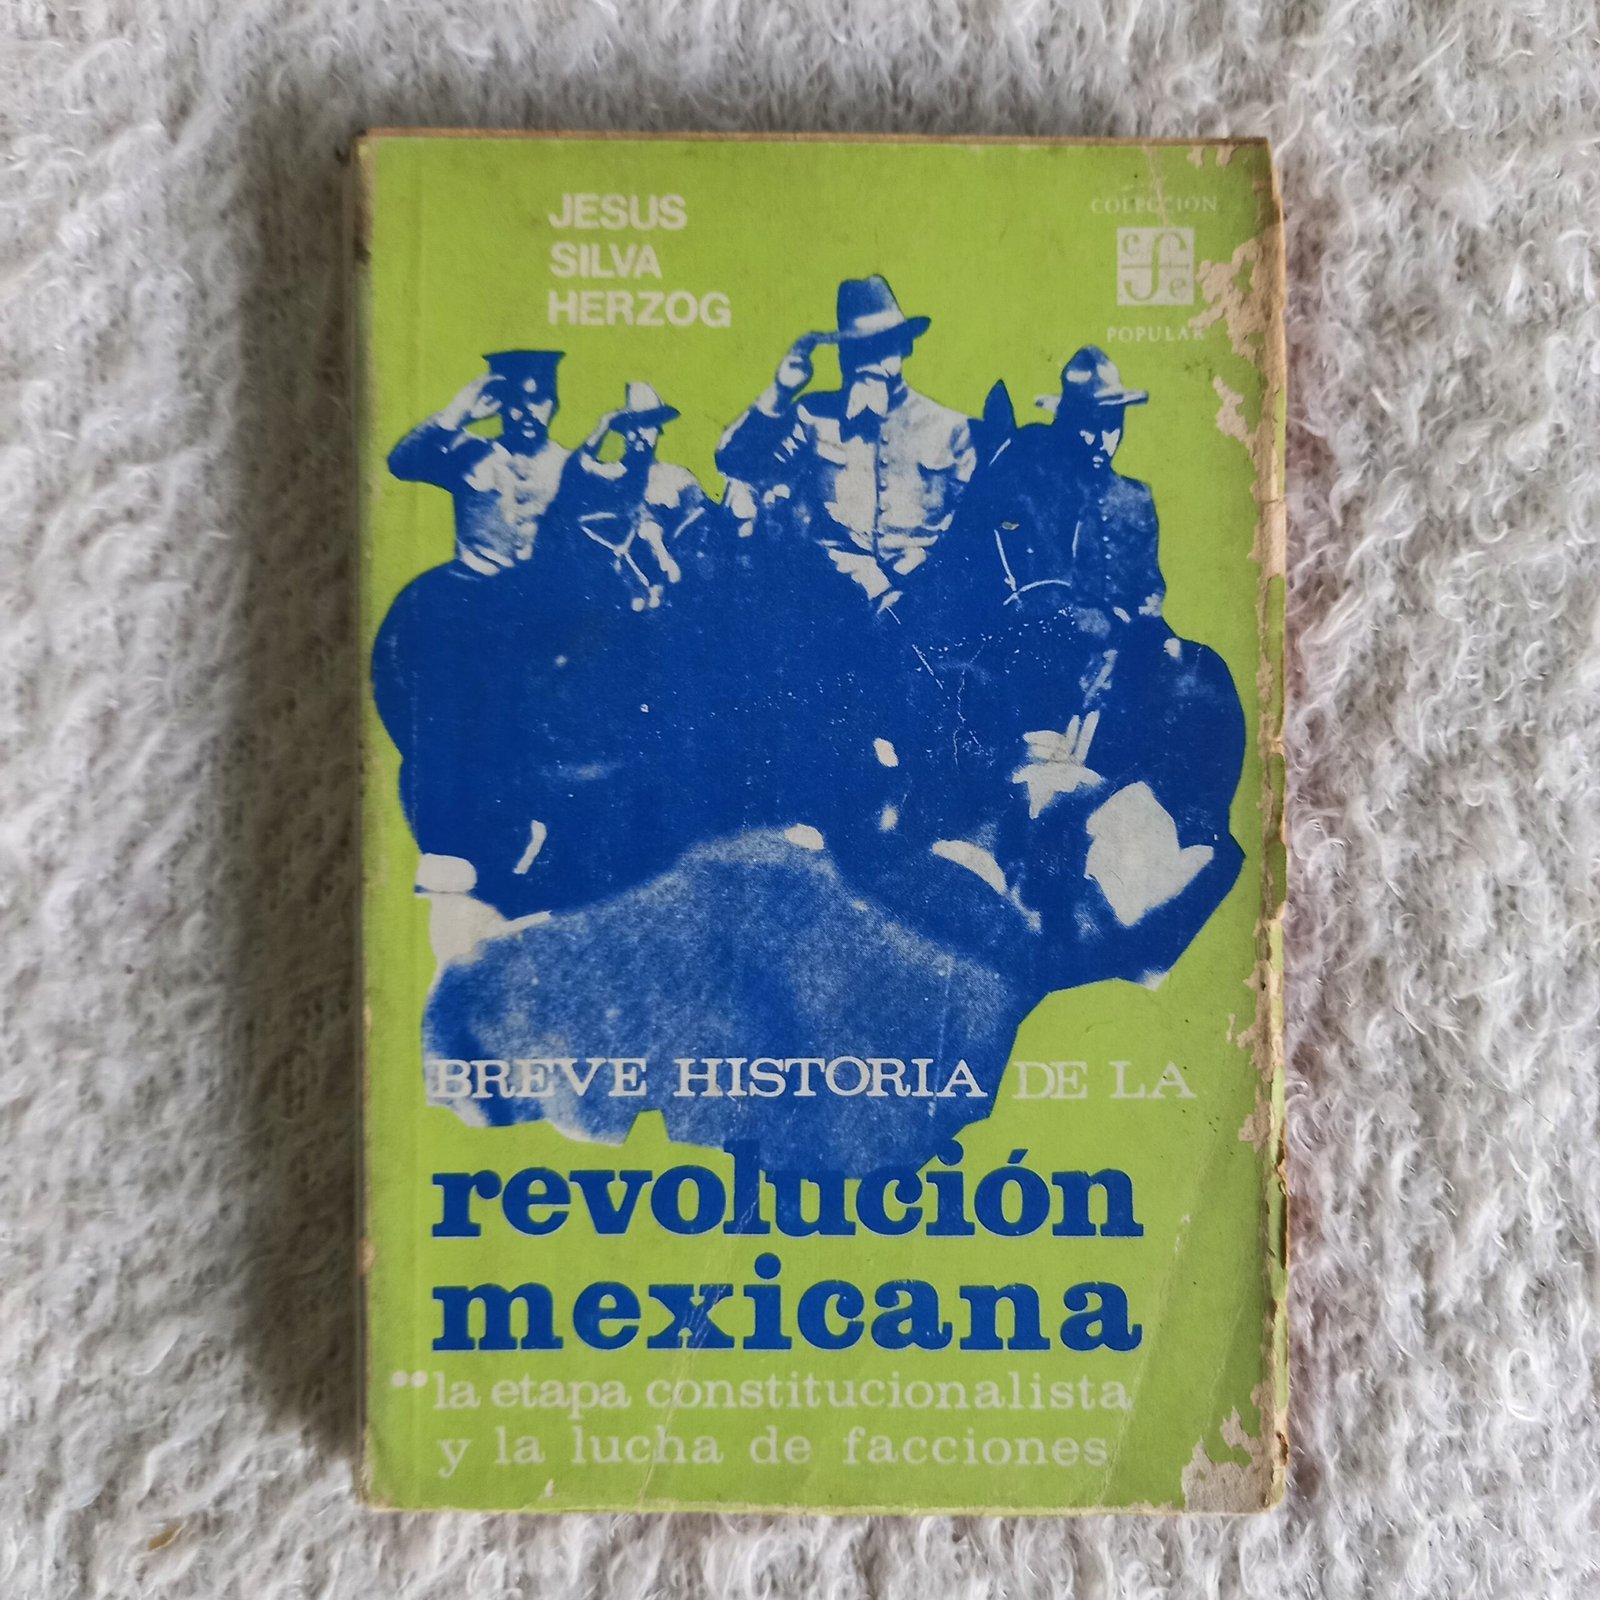 JESUS
SILVA
HERZOG
COLECCION
c f e
POPULAR
BREVE HISTORIA DE LA
revolución
mexicana
••la etapa constitucionalista
y la lucha de facciones